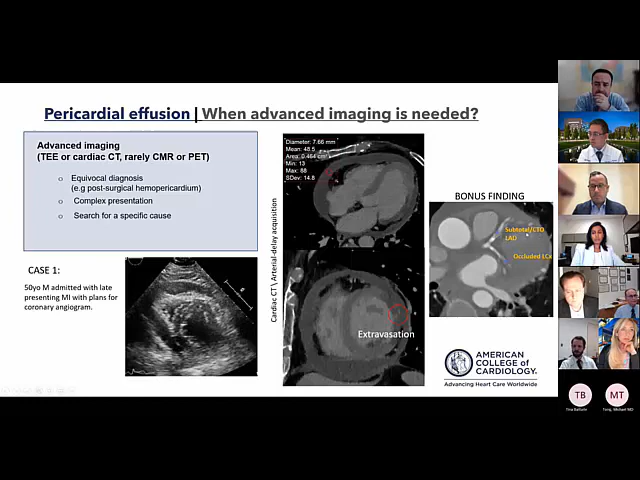 Pericardial effusion | When advanced imaging is needed?
Advanced imaging
(TEE or cardiac CT, rarely CMR or PET)
Equivocal diagnosis
(e.g post-surgical hemopericardium)
Complex presentation
Search for a specific cause
CASE 1:
50yo M admitted with late
presenting MI with plans for
coronary angiogram.
Cardiac CT \ Arterial-delay acquisition
Diameter: 7.66 mm
Mean: 48.5
Area: 0.464 cm²
Min: 13
Max: 88
SDev: 14.8
Extravasation
BONUS FINDING
Subtotal/CTO
LAD
Occluded LCx
AMERICAN
COLLEGE of
CARDIOLOGY
Advancing Heart Care Worldwide
TB
MT
Tong, Michael MD